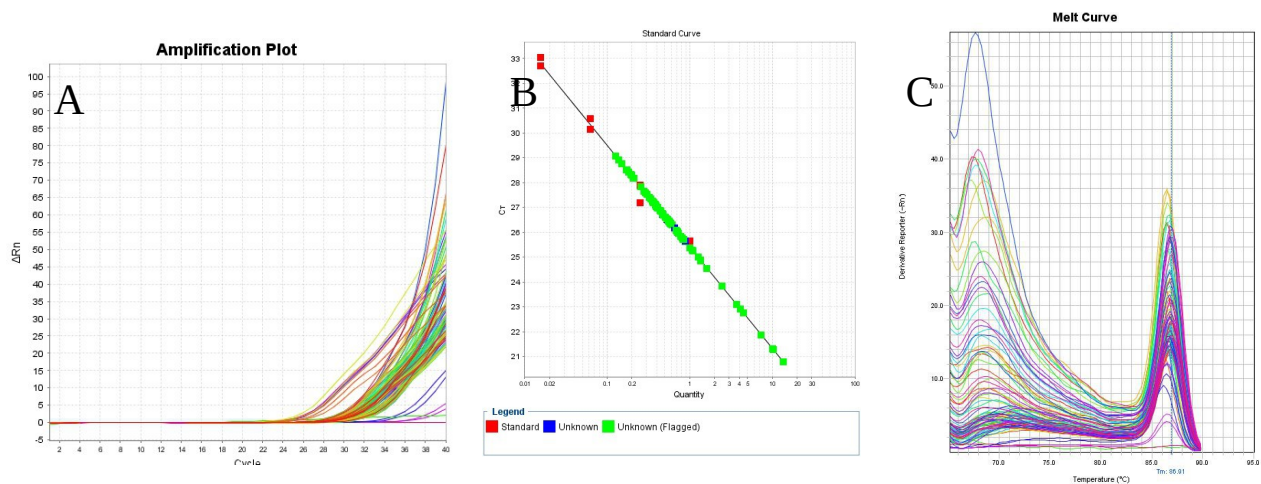 Amplification Plot
A
100
95
90
85
80
75
70
65
60
55
50
45
40
35
30
25
20
15
10
5
0
-5
ΔRn
2 4 6 8 10 12 14 16 18 20 22 24 26 28 30 32 34 36 38 40
Cycle
Standard Curve
B
33
31
30
29
28
27
26
25
24
23
22
21
CT
0.01 0.02 0.1 0.2 1 2 3 4 5 10 20 30 100
Quantity
Legend
Standard Unknown Unknown (Flagged)
Melt Curve
C
40.0
30.0
20.0
10.0
Derivative Reporter (-Rn')
70.0 75.0 80.0 85.0 90.0 95.0
Tm: 86.91
Temperature (°C)